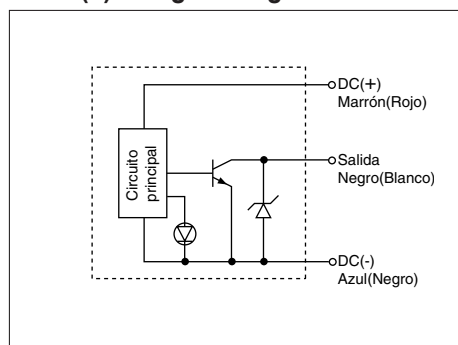 DC(+)
Marrón(Rojo)
Circuito
principal
Salida
Negro(Blanco)
DC(-)
Azul(Negro)